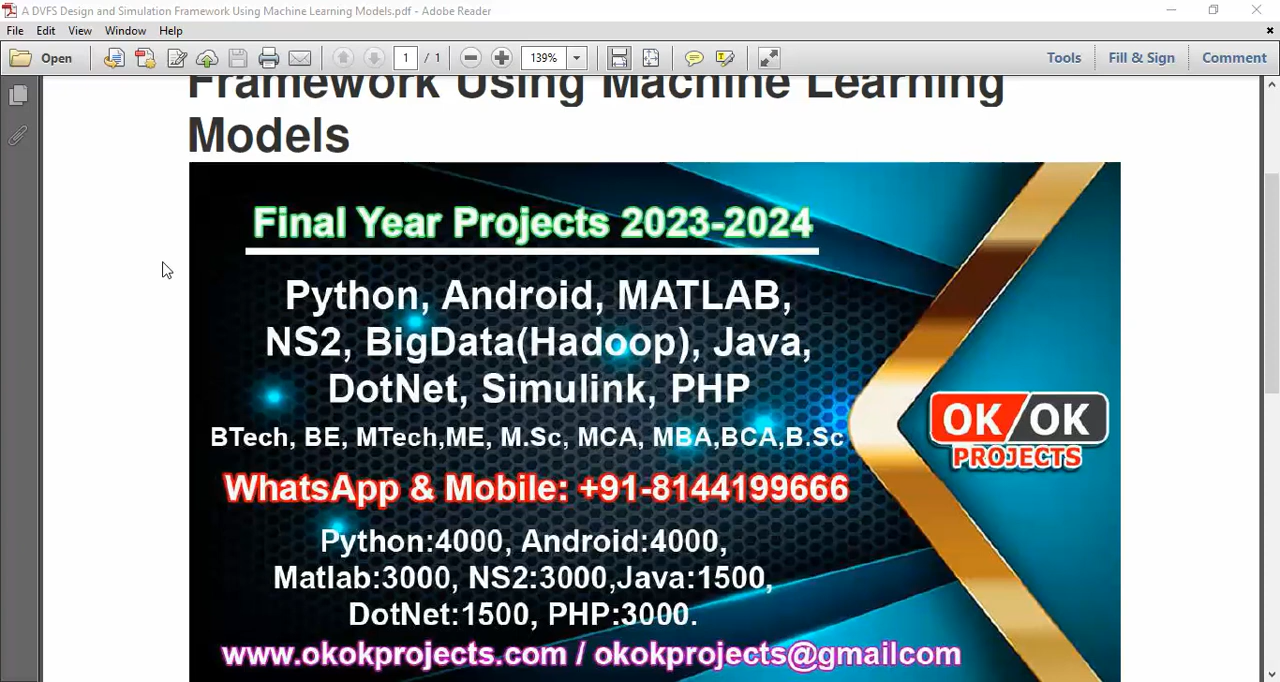 A DVFS Design and Simulation Framework Using Machine Learning Models.pdf - Adobe Reader
File Edit View Window Help
Open 1 / 1 139% Tools Fill & Sign Comment
Framework Using Machine Learning
Models
Final Year Projects 2023-2024
Python, Android, MATLAB,
NS2, BigData(Hadoop), Java,
DotNet, Simulink, PHP
BTech, BE, MTech,ME, M.Sc, MCA, MBA,BCA,B.Sc
OK/OK
PROJECTS
WhatsApp & Mobile: +91-8144199666
Python:4000, Android:4000,
Matlab:3000, NS2:3000,Java:1500,
DotNet:1500, PHP:3000.
www.okokprojects.com / okokprojects@gmailcom